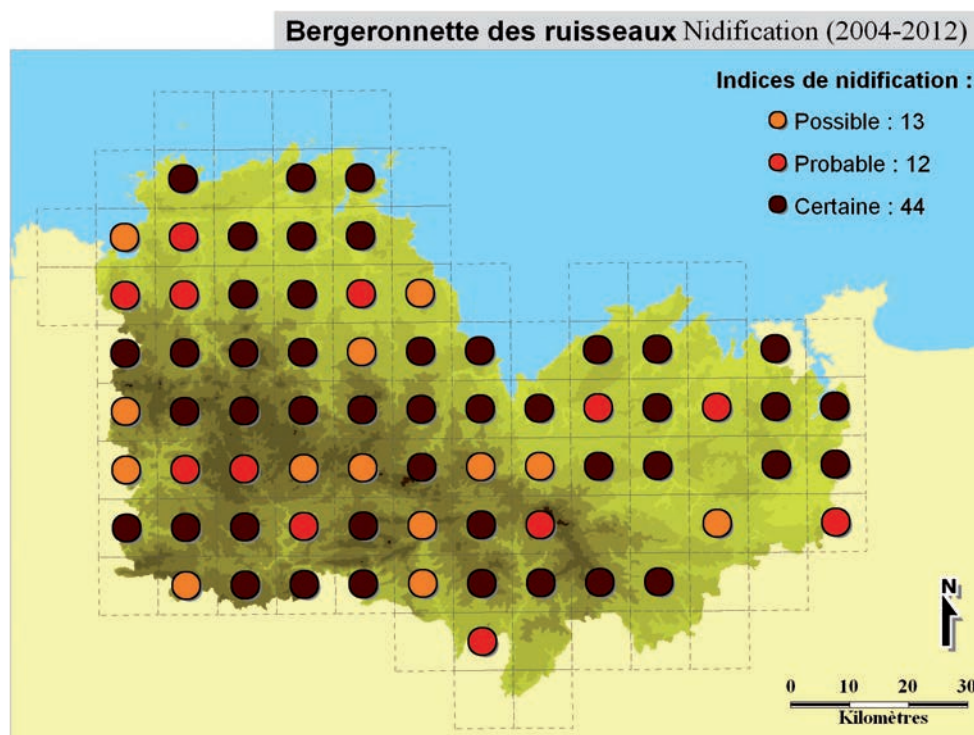 Bergeronnette des ruisseaux Nidification (2004-2012)
Indices de nidification :
Possible : 13
Probable : 12
Certaine : 44
N
0 10 20 30
Kilomètres